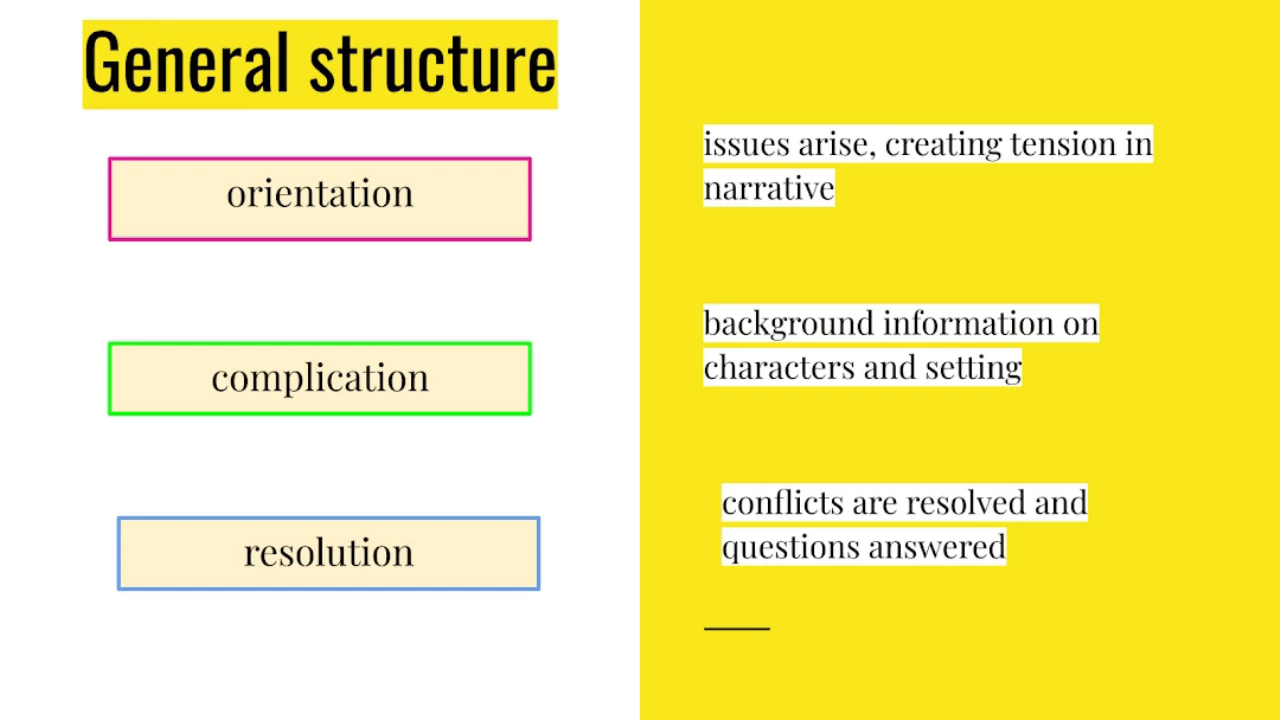 General structure
orientation
complication
resolution
issues arise, creating tension in
narrative
background information on
characters and setting
conflicts are resolved and
questions answered